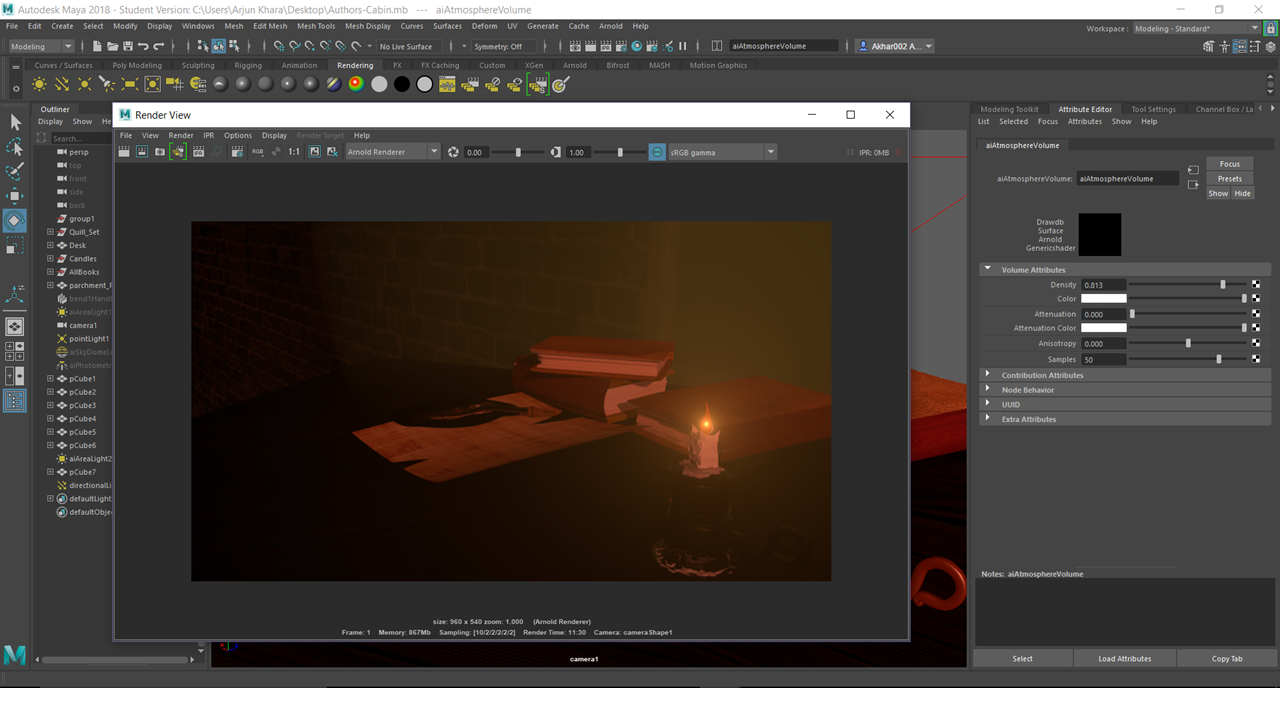 Autodesk Maya 2018 - Student Version: C:\Users\Arjun Khara\Desktop\Authors-Cabin.mb --- aiAtmosphereVolume
File Edit Create Select Modify Display Windows Mesh Edit Mesh Mesh Tools Mesh Display Curves Surfaces Deform UV Generate Cache Arnold Help
Workspace : Modeling - Standard*
Modeling No Live Surface Symmetry: Off aiAtmosphereVolume Akhar002 A...
Curves / Surfaces Poly Modeling Sculpting Rigging Animation Rendering FX FX Caching Custom XGen Arnold Bifrost MASH Motion Graphics
Outliner
Display Show He
Search...
persp
top
front
side
back
group1
Quill_Set
Desk
Candles
AllBooks
parchment_F
bend1Handl
aiAreaLight1
camera1
pointLight1
aiSkyDomeLi
aiPhotometr
pCube1
pCube2
pCube3
pCube4
pCube5
pCube6
aiAreaLight2
pCube7
directionalLi
defaultLight
defaultObje
Render View
File View Render IPR Options Display Render Target Help
RGB 1:1 Arnold Renderer 0.00 1.00 sRGB gamma IPR: 0MB
size: 960 x 540 zoom: 1.000 (Arnold Renderer)
Frame: 1 Memory: 867Mb Sampling: [10/2/2/2/2/2] Render Time: 11:30 Camera: cameraShape1
camera1
Modeling Toolkit Attribute Editor Tool Settings Channel Box / La
List Selected Focus Attributes Show Help
aiAtmosphereVolume
Focus
aiAtmosphereVolume: aiAtmosphereVolume Presets
Show Hide
Drawdb
Surface
Arnold
Genericshader
Volume Attributes
Density 0.813
Color
Attenuation 0.000
Attenuation Color
Anisotropy 0.000
Samples 50
Contribution Attributes
Node Behavior
UUID
Extra Attributes
Notes: aiAtmosphereVolume
Select Load Attributes Copy Tab